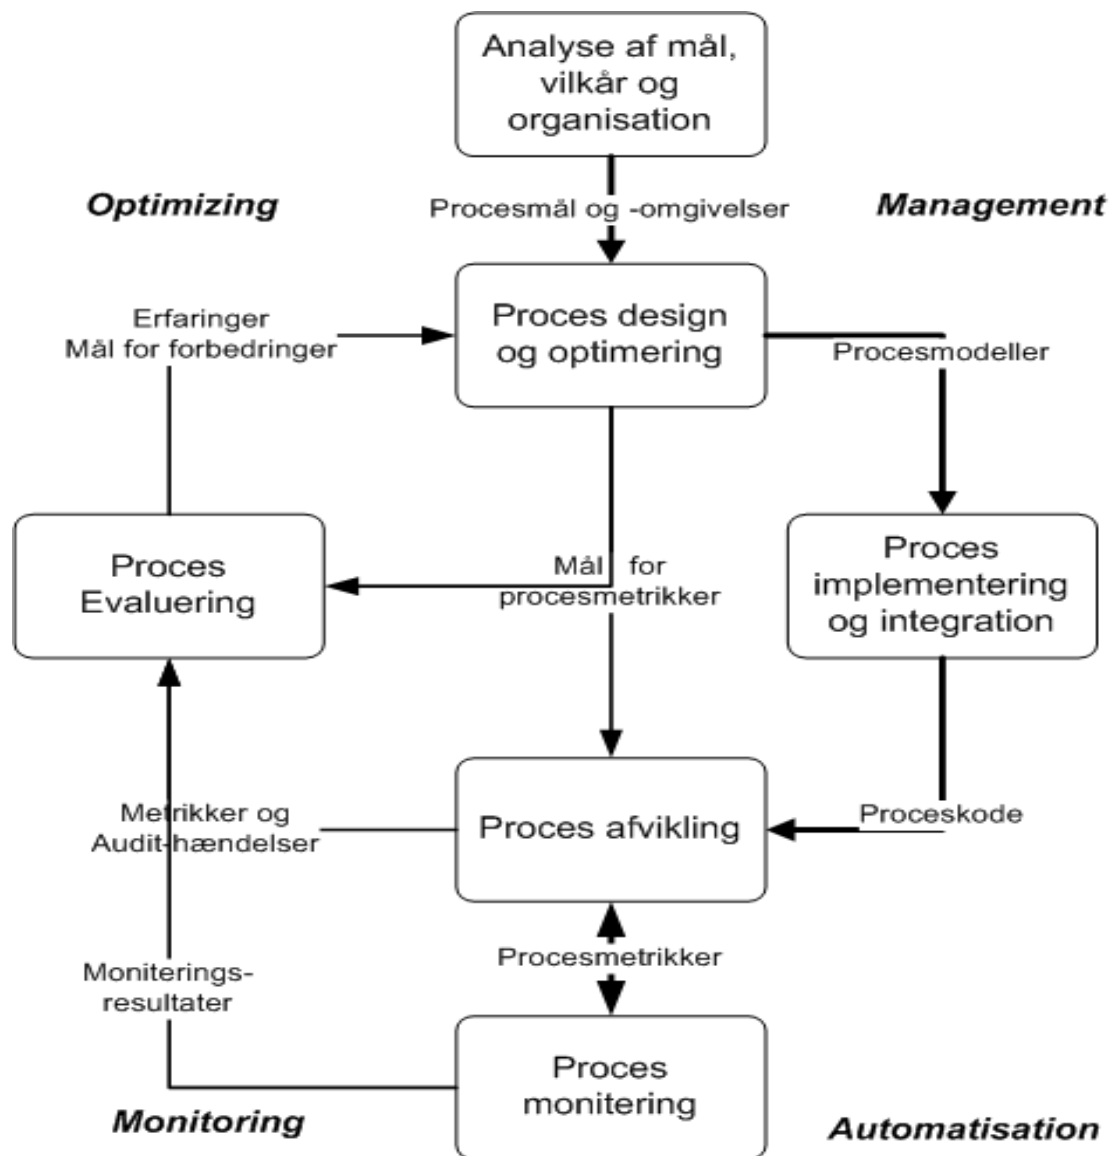 Analyse af mål,
vilkår og
organisation
Optimizing
Procesmål og -omgivelser
Management
Erfaringer
Mål for forbedringer
Proces design
og optimering
Procesmodeller
Proces
Evaluering
Mål for
procesmetrikker
Proces
implementering
og integration
Metrikker og
Audit-hændelser
Proces afvikling
Proceskode
Procesmetrikker
Moniterings-
resultater
Proces
monitering
Monitoring
Automatisation